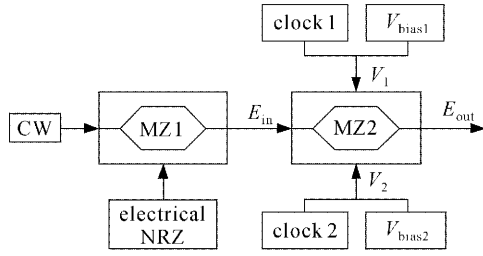 clock 1
Vbias1
V1
CW
MZ1
Ein
MZ2
Eout
V2
electrical
NRZ
clock 2
Vbias2